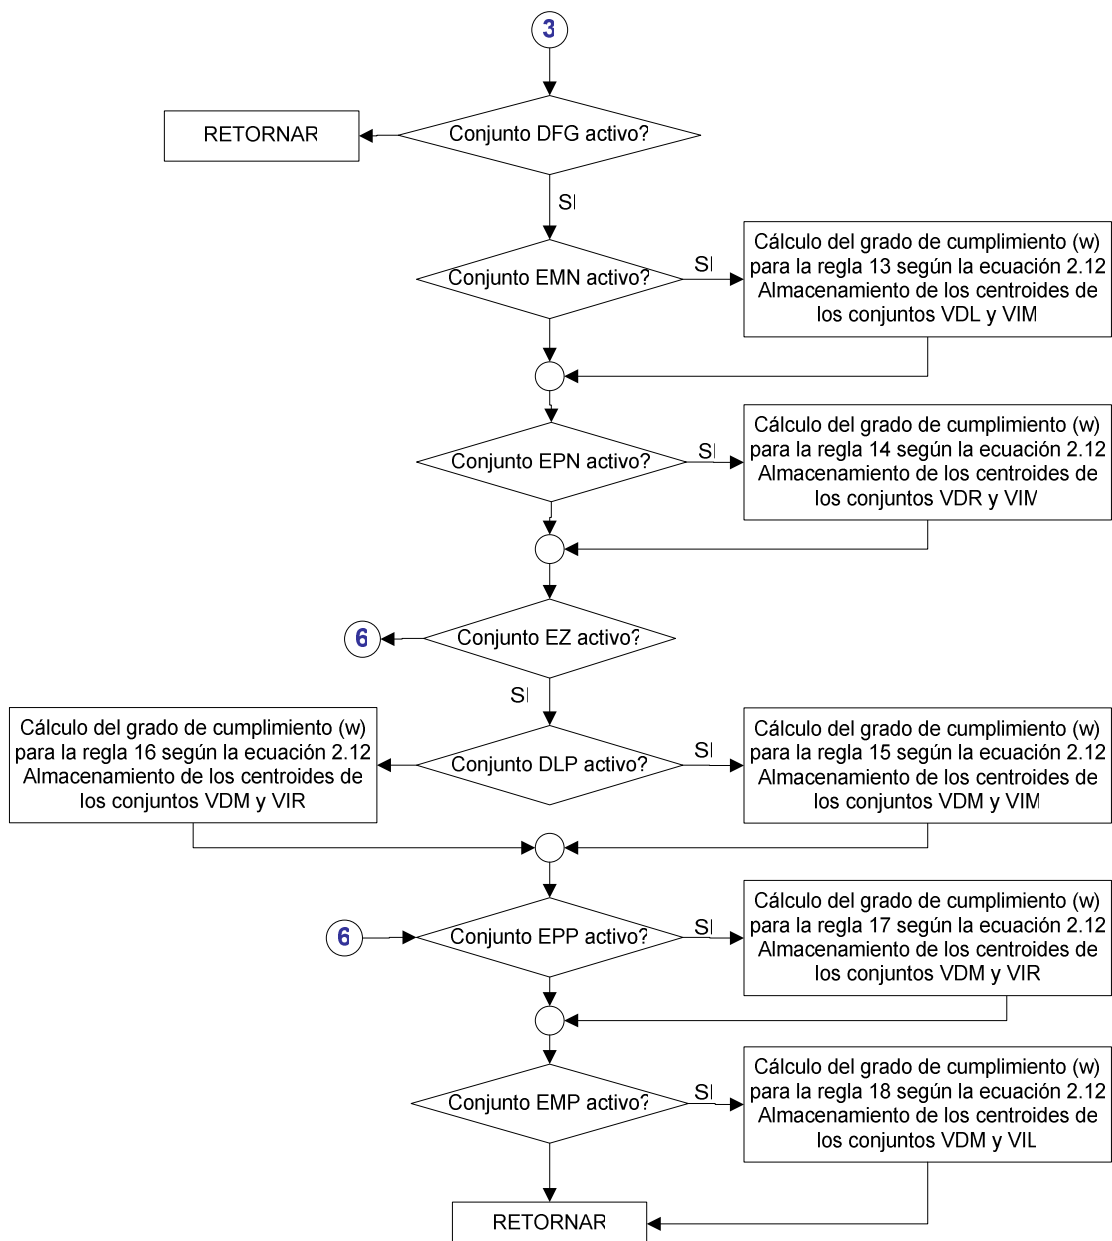 3
RETORNAR
Conjunto DFG activo?
SI
Conjunto EMN activo?
SI
Cálculo del grado de cumplimiento (w)
para la regla 13 según la ecuación 2.12
Almacenamiento de los centroides de
los conjuntos VDL y VIM
Conjunto EPN activo?
SI
Cálculo del grado de cumplimiento (w)
para la regla 14 según la ecuación 2.12
Almacenamiento de los centroides de
los conjuntos VDR y VIM
6
Conjunto EZ activo?
SI
Cálculo del grado de cumplimiento (w)
para la regla 16 según la ecuación 2.12
Almacenamiento de los centroides de
los conjuntos VDM y VIR
Conjunto DLP activo?
SI
Cálculo del grado de cumplimiento (w)
para la regla 15 según la ecuación 2.12
Almacenamiento de los centroides de
los conjuntos VDM y VIM
6
Conjunto EPP activo?
SI
Cálculo del grado de cumplimiento (w)
para la regla 17 según la ecuación 2.12
Almacenamiento de los centroides de
los conjuntos VDM y VIR
Conjunto EMP activo?
SI
Cálculo del grado de cumplimiento (w)
para la regla 18 según la ecuación 2.12
Almacenamiento de los centroides de
los conjuntos VDM y VIL
RETORNAR